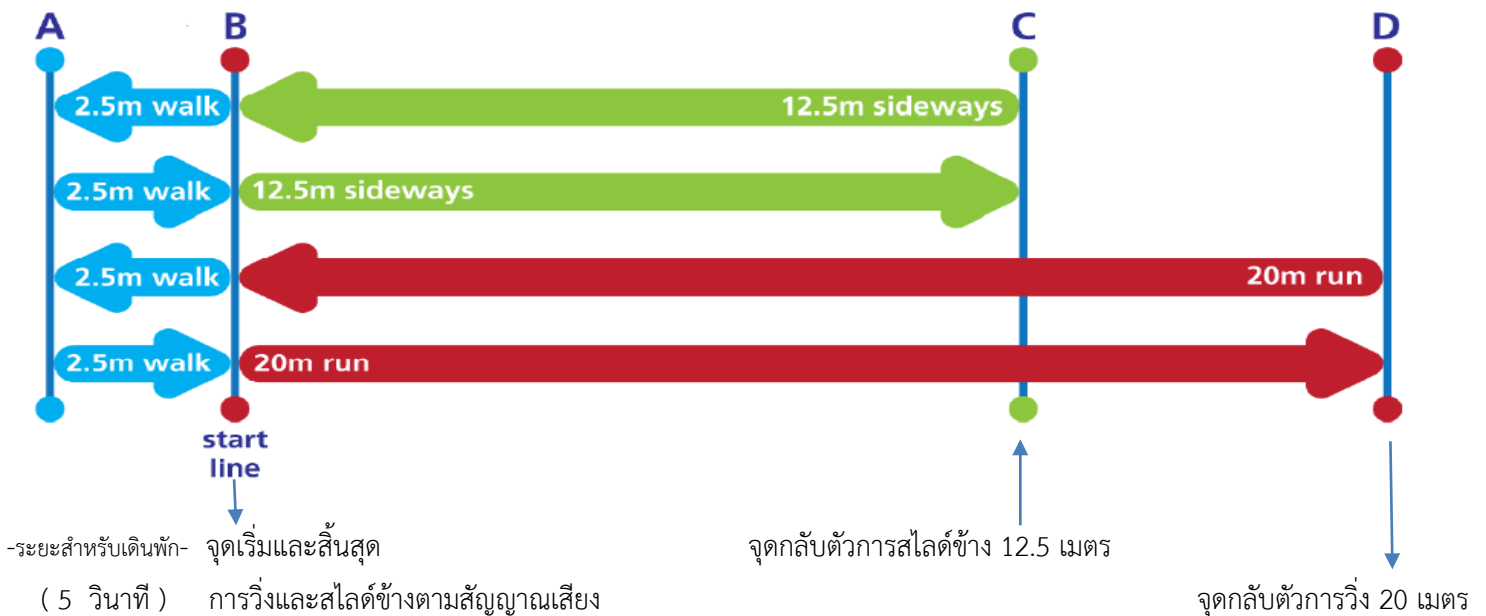 A B C D
2.5m walk 12.5m sideways
2.5m walk 12.5m sideways
2.5m walk 20m run
2.5m walk 20m run
start
line
-ระยะสำหรับเดินพัก- จุดเริ่มและสิ้นสุด จุดกลับตัวการสไลด์ข้าง 12.5 เมตร
( 5 วินาที ) การวิ่งและสไลด์ข้างตามสัญญาณเสียง จุดกลับตัวการวิ่ง 20 เมตร